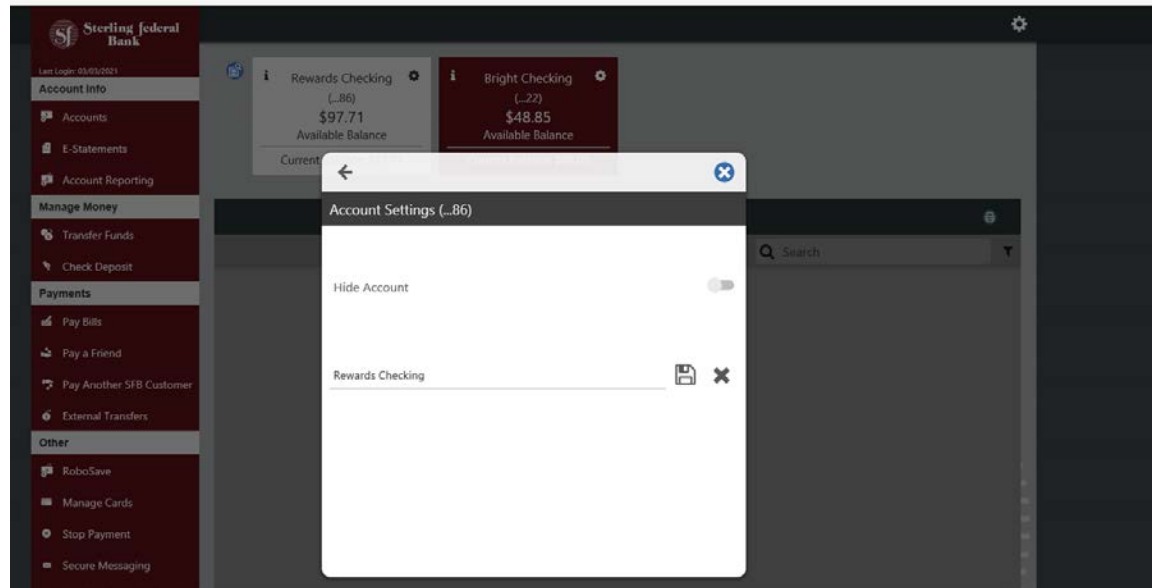 Sterling Federal
Bank
Last Login: 03/03/2021
Account Info
Accounts
E-Statements
Account Reporting
Manage Money
Transfer Funds
Check Deposit
Payments
Pay Bills
Pay a Friend
Pay Another SFB Customer
External Transfers
Other
RoboSave
Manage Cards
Stop Payment
Secure Messaging
Rewards Checking
(...86)
$97.71
Available Balance
Current
Bright Checking
(...22)
$48.85
Available Balance
Account Settings (...86)
Hide Account
Rewards Checking
Search